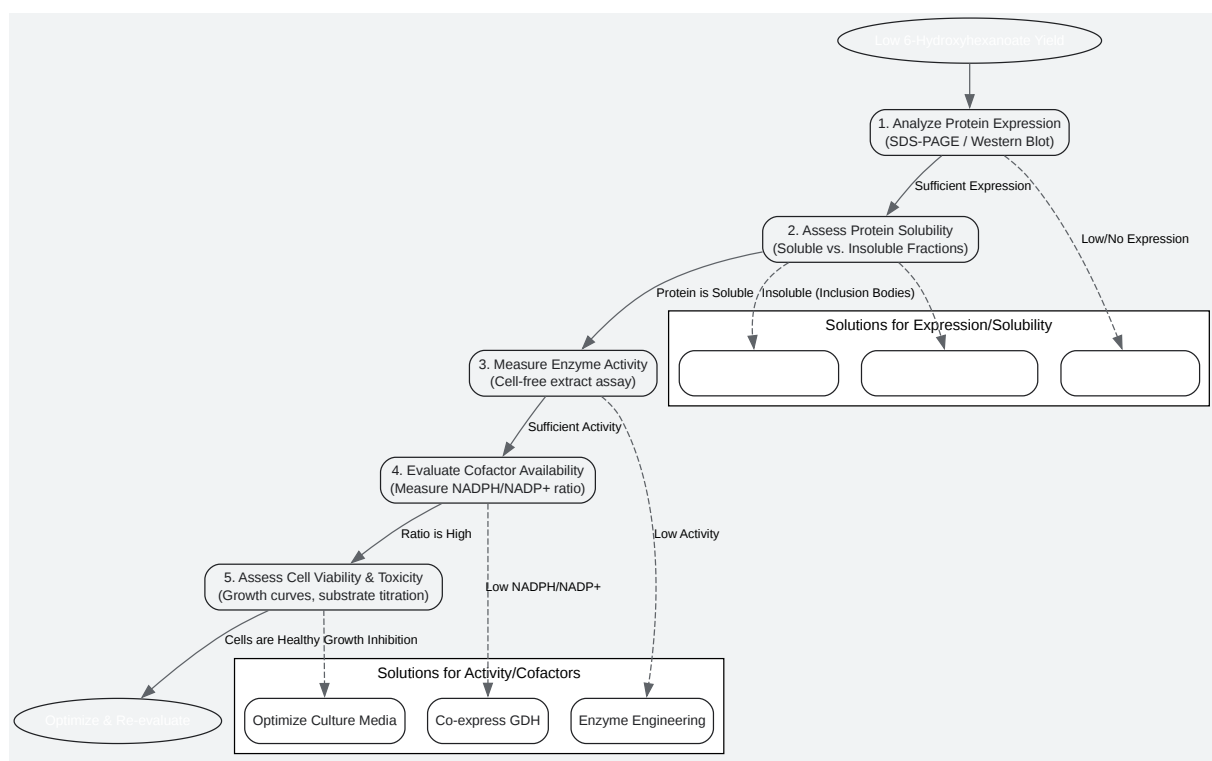 Low 6-Hydroxyhexanoate Yield
1. Analyze Protein Expression
(SDS-PAGE / Western Blot)
Sufficient Expression
Low/No Expression
2. Assess Protein Solubility
(Soluble vs. Insoluble Fractions)
Protein is Soluble
Insoluble (Inclusion Bodies)
Solutions for Expression/Solubility
3. Measure Enzyme Activity
(Cell-free extract assay)
Sufficient Activity
4. Evaluate Cofactor Availability
(Measure NADPH/NADP+ ratio)
Ratio is High
Low Activity
5. Assess Cell Viability & Toxicity
(Growth curves, substrate titration)
Low NADPH/NADP+
Cells are Healthy
Growth Inhibition
Solutions for Activity/Cofactors
Optimize & Re-evaluate
Optimize Culture Media
Co-express GDH
Enzyme Engineering